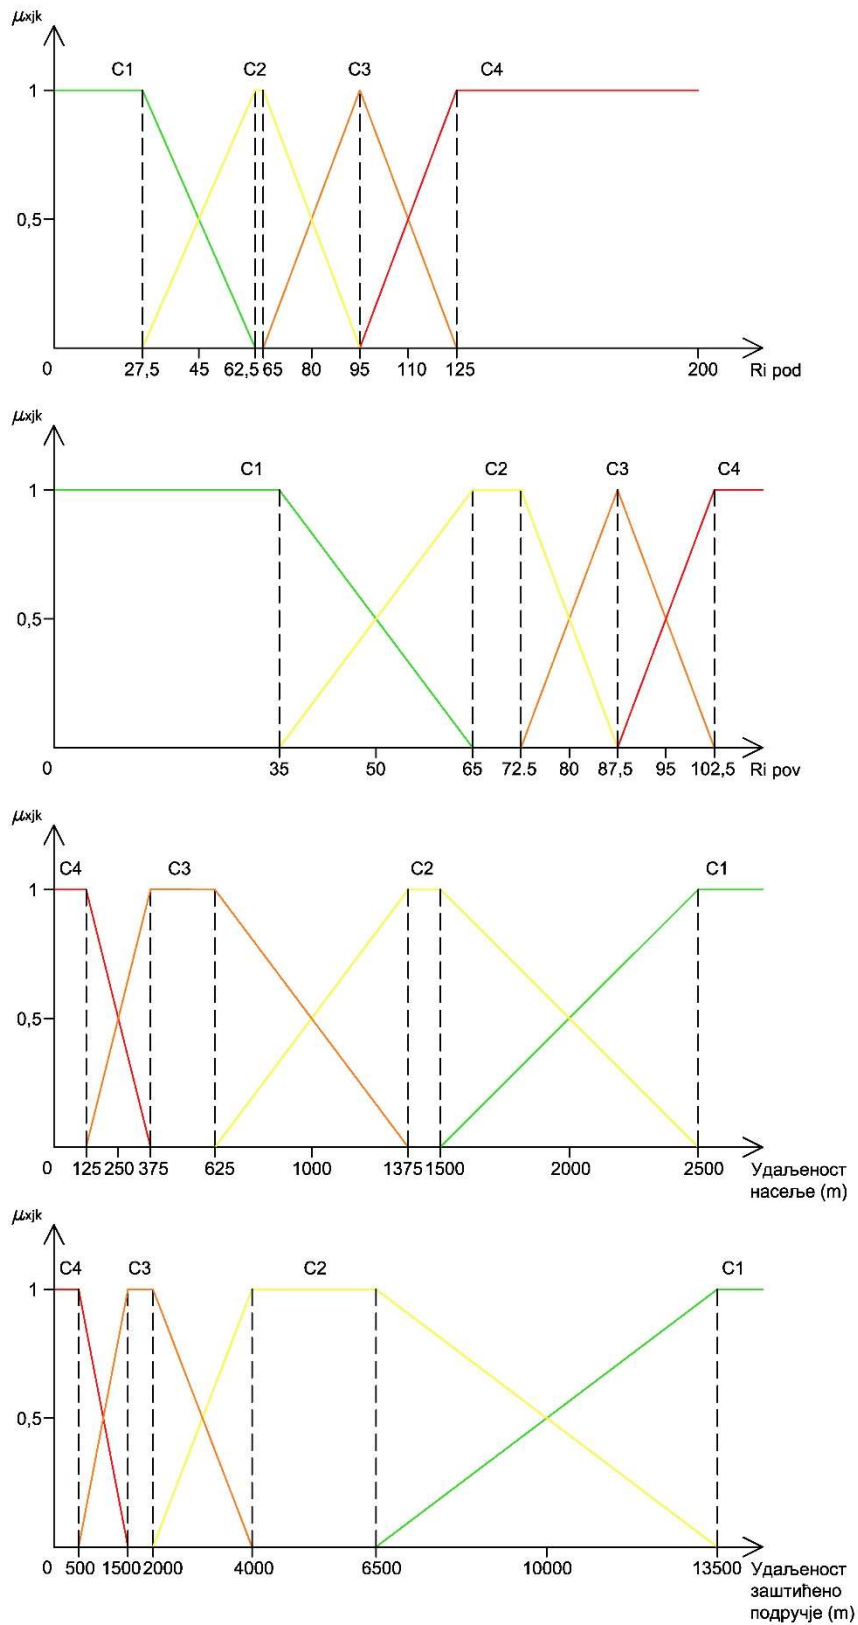 μxjk
C1 C2 C3 C4
1
0,5
0 27,5 45 62,5 65 80 95 110 125 200 Ri pod
μxjk
C1 C2 C3 C4
1
0,5
0 35 50 65 72.5 80 87,5 95 102,5 Ri pov
μxjk
C4 C3 C2 C1
1
0,5
0 125 250 375 625 1000 1375 1500 2000 2500 Удаљеност
насеље (m)
μxjk
C4 C3 C2 C1
1
0,5
0 500 1500 2000 4000 6500 10000 13500 Удаљеност
заштићено
подручје (m)